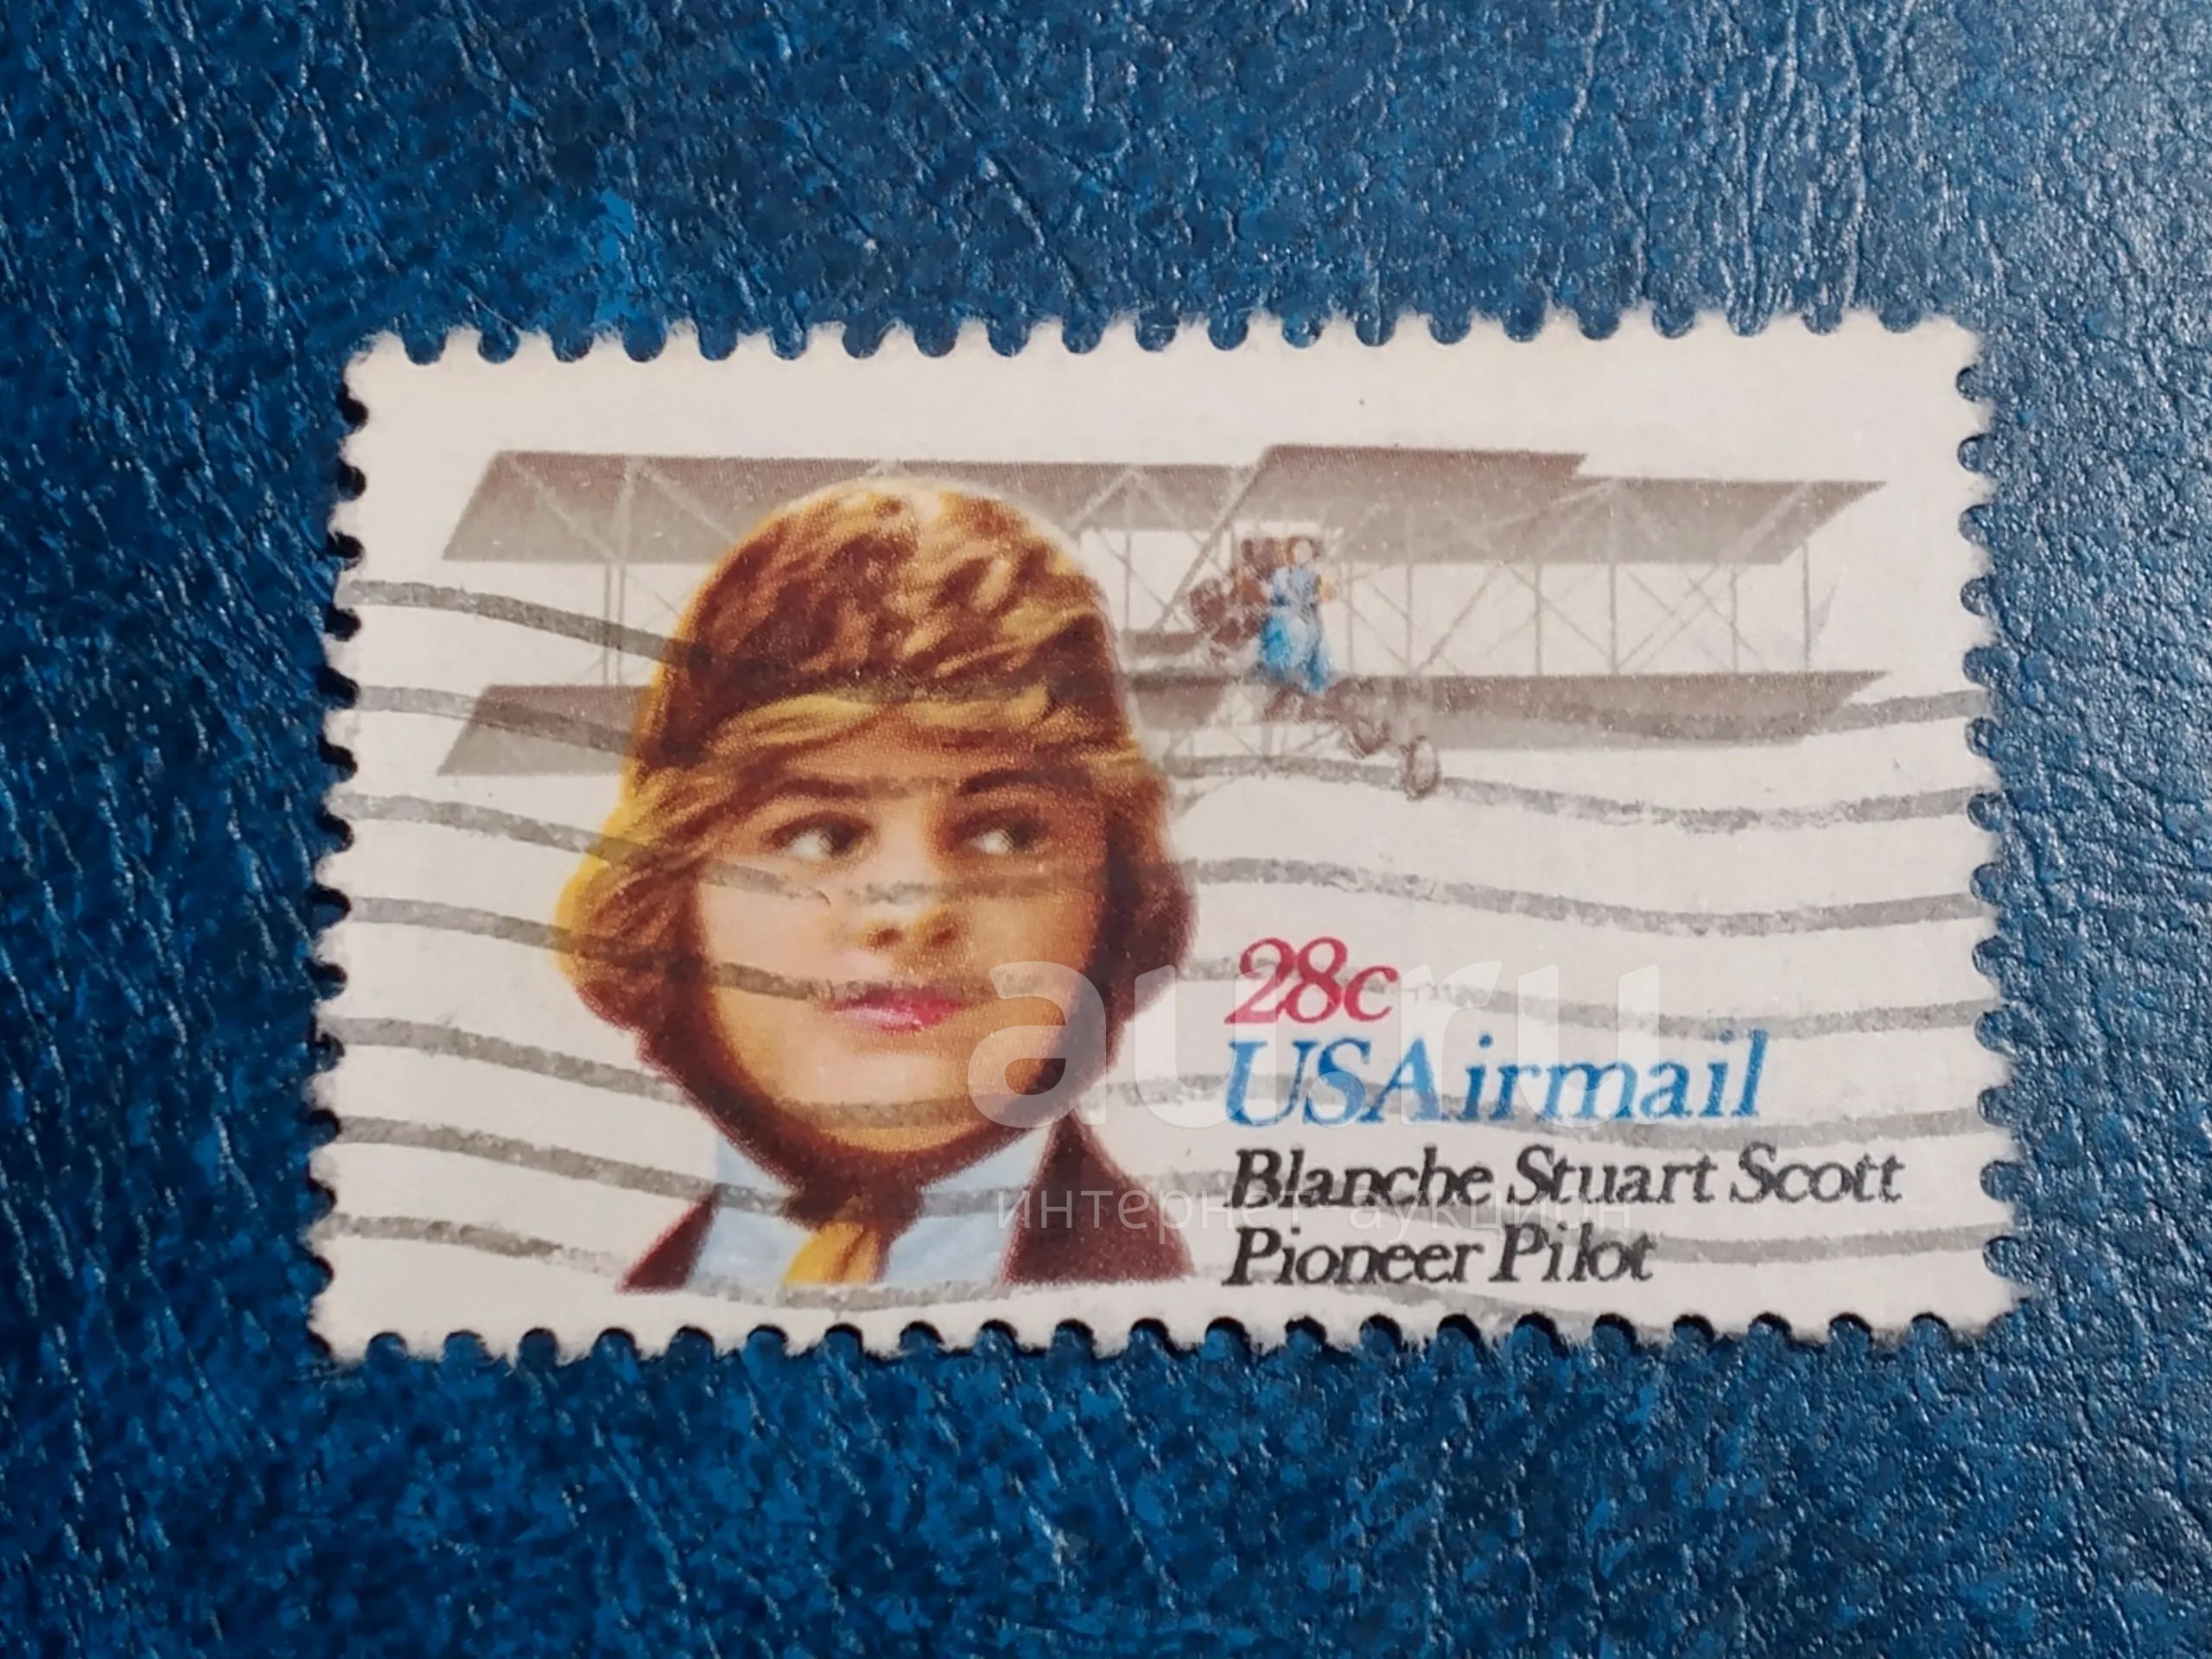 28c
USAirmail
Blanche Stuart Scott
Pioneer Pilot
au.ru
интернет-аукцион